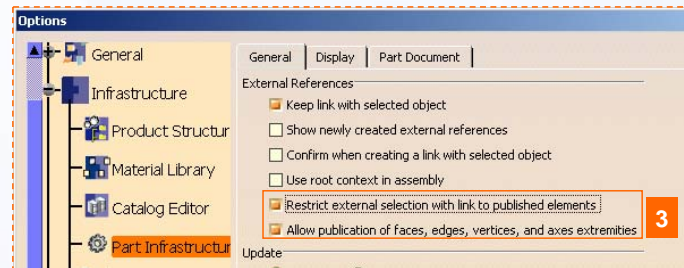 Options
General
Infrastructure
Product Structur
Material Library
Catalog Editor
Part Infrastructur
General Display Part Document
External References
Keep link with selected object
Show newly created external references
Confirm when creating a link with selected object
Use root context in assembly
Restrict external selection with link to published elements
Allow publication of faces, edges, vertices, and axes extremities
3
Update